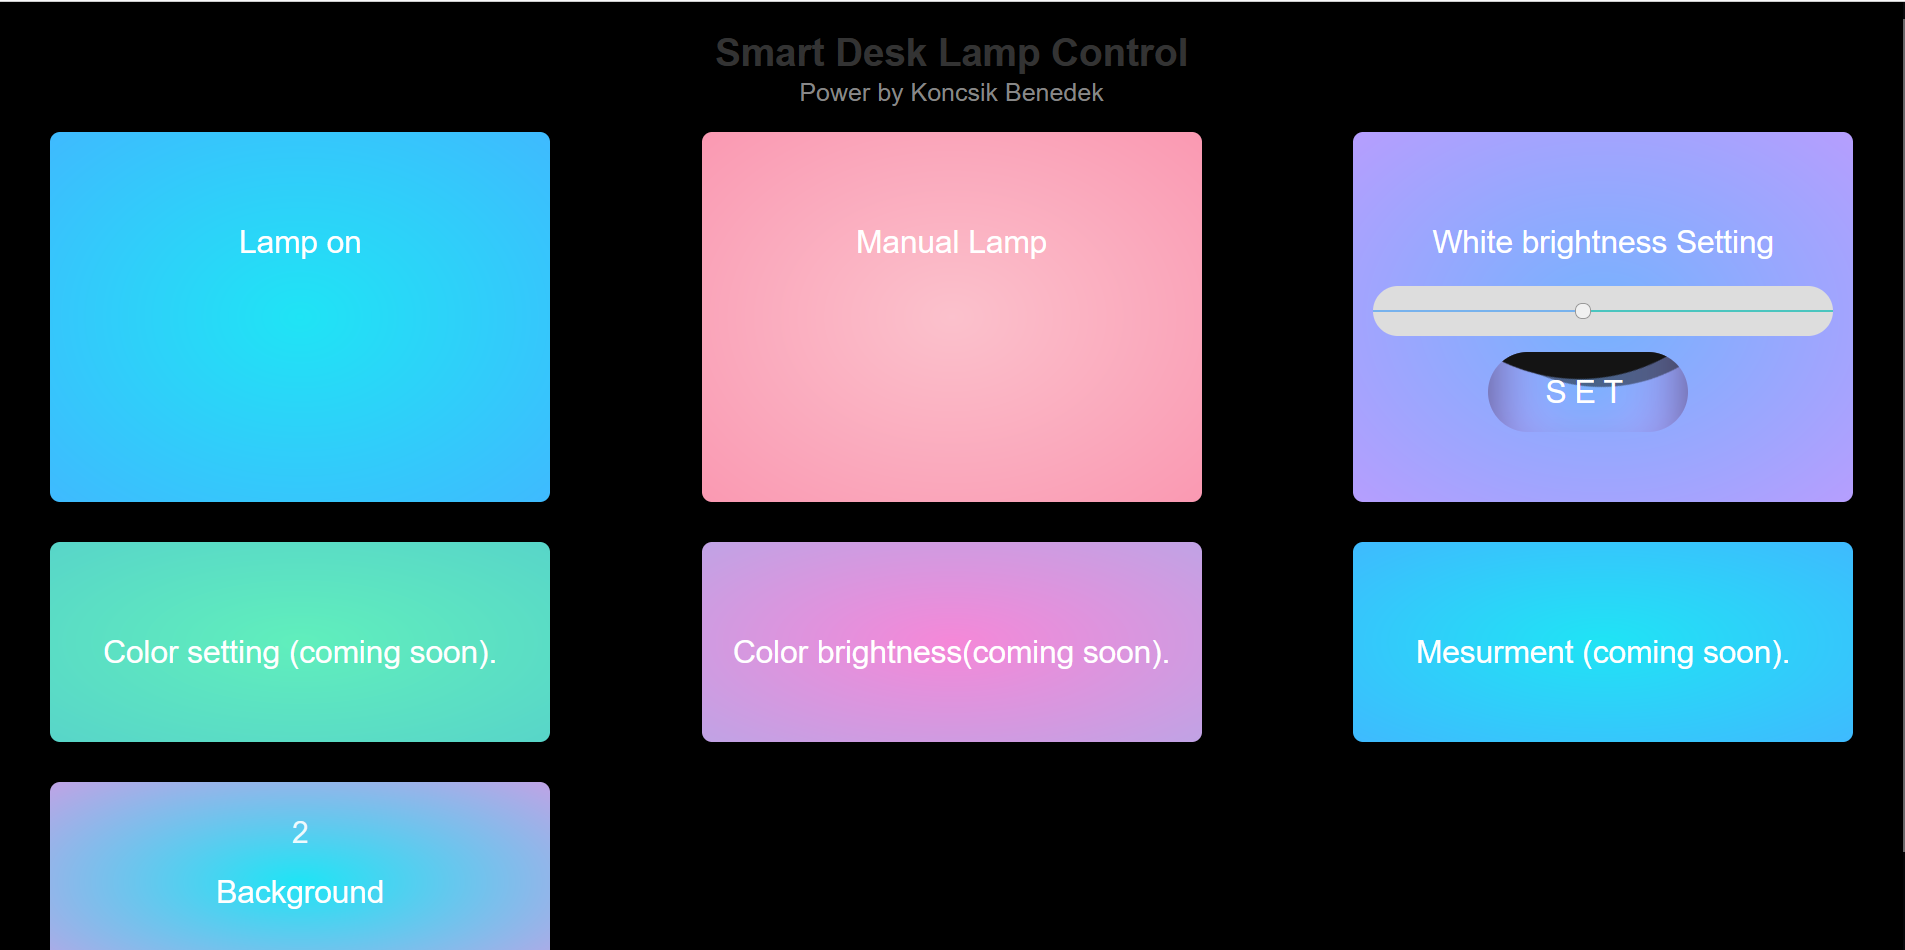 Smart Desk Lamp Control
Power by Koncsik Benedek
Lamp on
Manual Lamp
White brightness Setting
SET
Color setting (coming soon).
Color brightness(coming soon).
Mesurment (coming soon).
2
Background